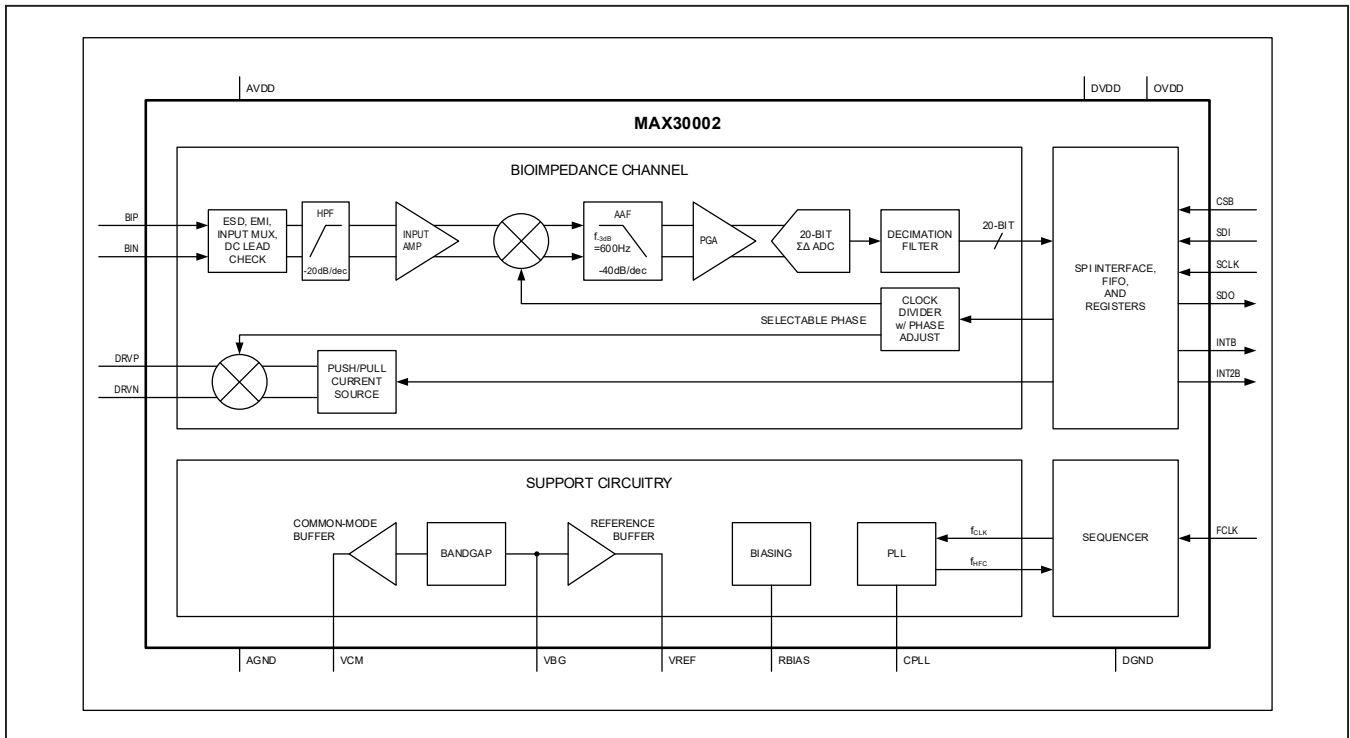 AVDD
DVDD
OVDD
MAX30002
BIOIMPEDANCE CHANNEL
BIP
BIN
ESD, EMI,
INPUT MUX,
DC LEAD
CHECK
HPF
-20dB/dec
INPUT
AMP
AAF
f-3dB
=600Hz
-40dB/dec
PGA
20-BIT
ΣΔ ADC
DECIMATION
FILTER
20-BIT
SPI INTERFACE,
FIFO,
AND
REGISTERS
CSB
SDI
SCLK
SDO
INTB
INT2B
SELECTABLE PHASE
CLOCK
DIVIDER
w/ PHASE
ADJUST
DRVP
DRVN
PUSH/PULL
CURRENT
SOURCE
SUPPORT CIRCUITRY
COMMON-MODE
BUFFER
BANDGAP
REFERENCE
BUFFER
BIASING
PLL
fCLK
fHFC
SEQUENCER
FCLK
AGND
VCM
VBG
VREF
RBIAS
CPLL
DGND